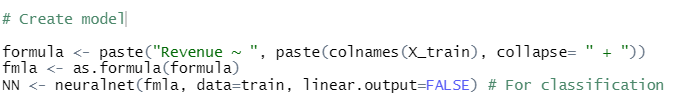 # Create model
formula <- paste("Revenue ~ ", paste(colnames(X_train), collapse= " + "))
fmla <- as.formula(formula)
NN <- neuralnet(fmla, data=train, linear.output=FALSE) # For classification